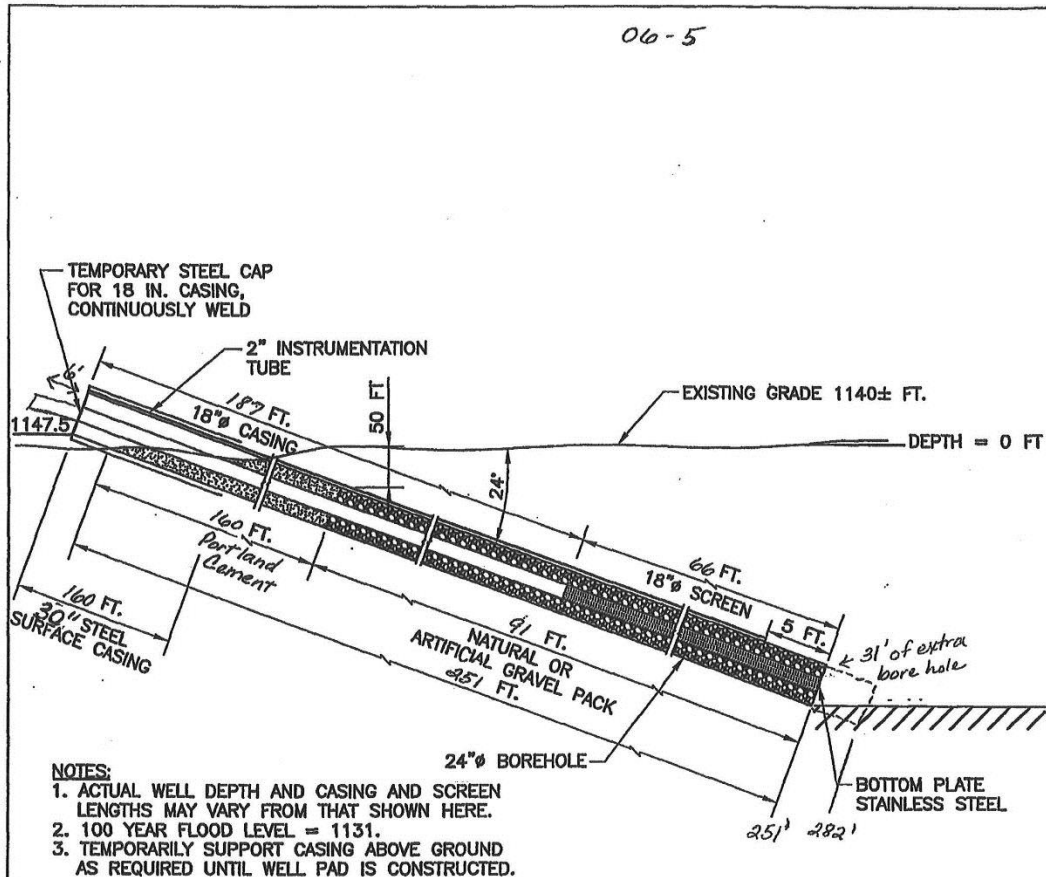 06-5
TEMPORARY STEEL CAP
FOR 18 IN. CASING,
CONTINUOUSLY WELD
2" INSTRUMENTATION
TUBE
6'
187 FT.
18"ø CASING
50 FT
EXISTING GRADE 1140± FT.
1147.5
DEPTH = 0 FT
24°
160 FT.
Portland
Cement
66 FT.
18"ø SCREEN
5 FT.
160 FT.
30" STEEL
SURFACE CASING
91 FT.
NATURAL OR
ARTIFICIAL GRAVEL PACK
251 FT.
31' of extra
bore hole
24"ø BOREHOLE
BOTTOM PLATE
STAINLESS STEEL
251' 282'
NOTES:
1. ACTUAL WELL DEPTH AND CASING AND SCREEN
LENGTHS MAY VARY FROM THAT SHOWN HERE.
2. 100 YEAR FLOOD LEVEL = 1131.
3. TEMPORARILY SUPPORT CASING ABOVE GROUND
AS REQUIRED UNTIL WELL PAD IS CONSTRUCTED.